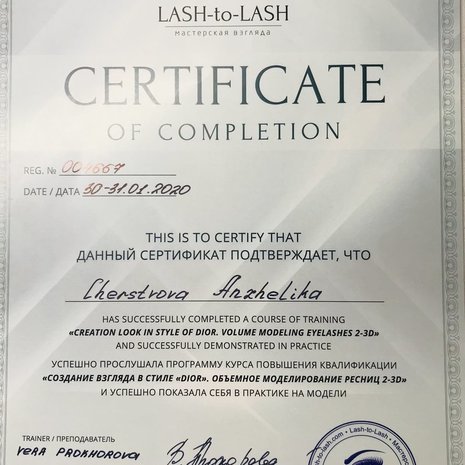 LASH-to-LASH
мастерская взгляда
CERTIFICATE
OF COMPLETION
REG. № 004667
DATE / ДАТА 30-31.01.2020
THIS IS TO CERTIFY THAT
ДАННЫЙ СЕРТИФИКАТ ПОДТВЕРЖДАЕТ, ЧТО
Cherstvova Anzhelika
HAS SUCCESSFULLY COMPLETED A COURSE OF TRAINING
«CREATION LOOK IN STYLE OF DIOR. VOLUME MODELING EYELASHES 2-3D»
AND SUCCESSFULLY DEMONSTRATED IN PRACTICE
УСПЕШНО ПРОСЛУШАЛА ПРОГРАММУ КУРСА ПОВЫШЕНИЯ КВАЛИФИКАЦИИ
«СОЗДАНИЕ ВЗГЛЯДА В СТИЛЕ «DIOR». ОБЪЕМНОЕ МОДЕЛИРОВАНИЕ РЕСНИЦ 2-3D»
И УСПЕШНО ПОКАЗАЛА СЕБЯ В ПРАКТИКЕ НА МОДЕЛИ
TRAINER / ПРЕПОДАВАТЕЛЬ
VERA PROKHOROVA
В. Прохорова
.com • Lash-to-Lash •